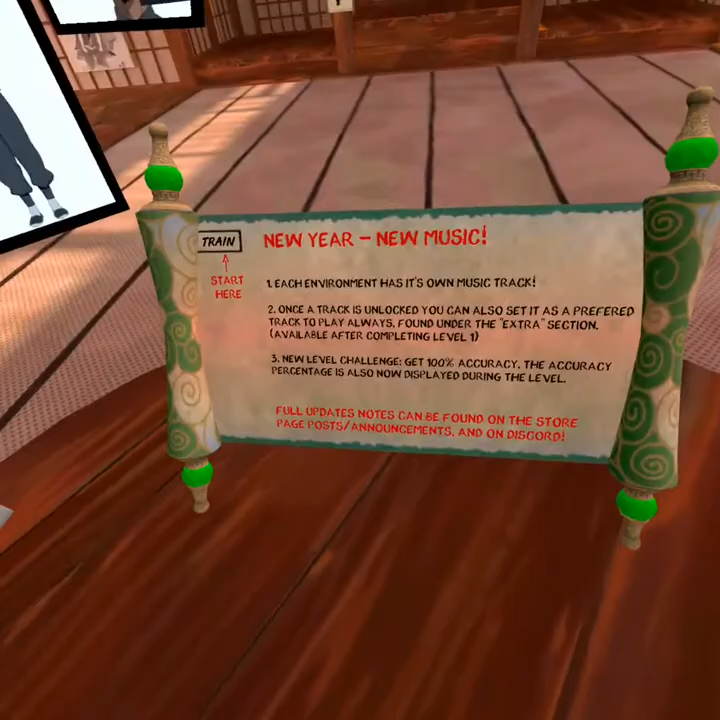 TRAIN
START
HERE
NEW YEAR - NEW MUSIC!
1. EACH ENVIRONMENT HAS IT'S OWN MUSIC TRACK!
2. ONCE A TRACK IS UNLOCKED YOU CAN ALSO SET IT AS A PREFERED
TRACK TO PLAY ALWAYS, FOUND UNDER THE "EXTRA" SECTION.
(AVAILABLE AFTER COMPLETING LEVEL 1)
3. NEW LEVEL CHALLENGE: GET 100% ACCURACY. THE ACCURACY
PERCENTAGE IS ALSO NOW DISPLAYED DURING THE LEVEL.
FULL UPDATES NOTES CAN BE FOUND ON THE STORE
PAGE POSTS/ANNOUNCEMENTS, AND ON DISCORD!